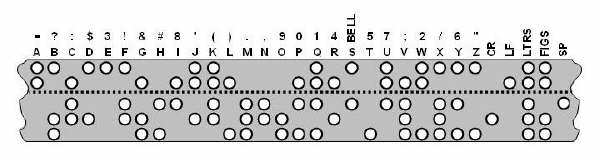 = ? : $ 3 ! & # 8 ' ( ) . , 9 0 1 4 BELL 5 7 ; 2 / 6 "
A B C D E F G H I J K L M N O P Q R S T U V W X Y Z CR LF LTRS FIGS SP